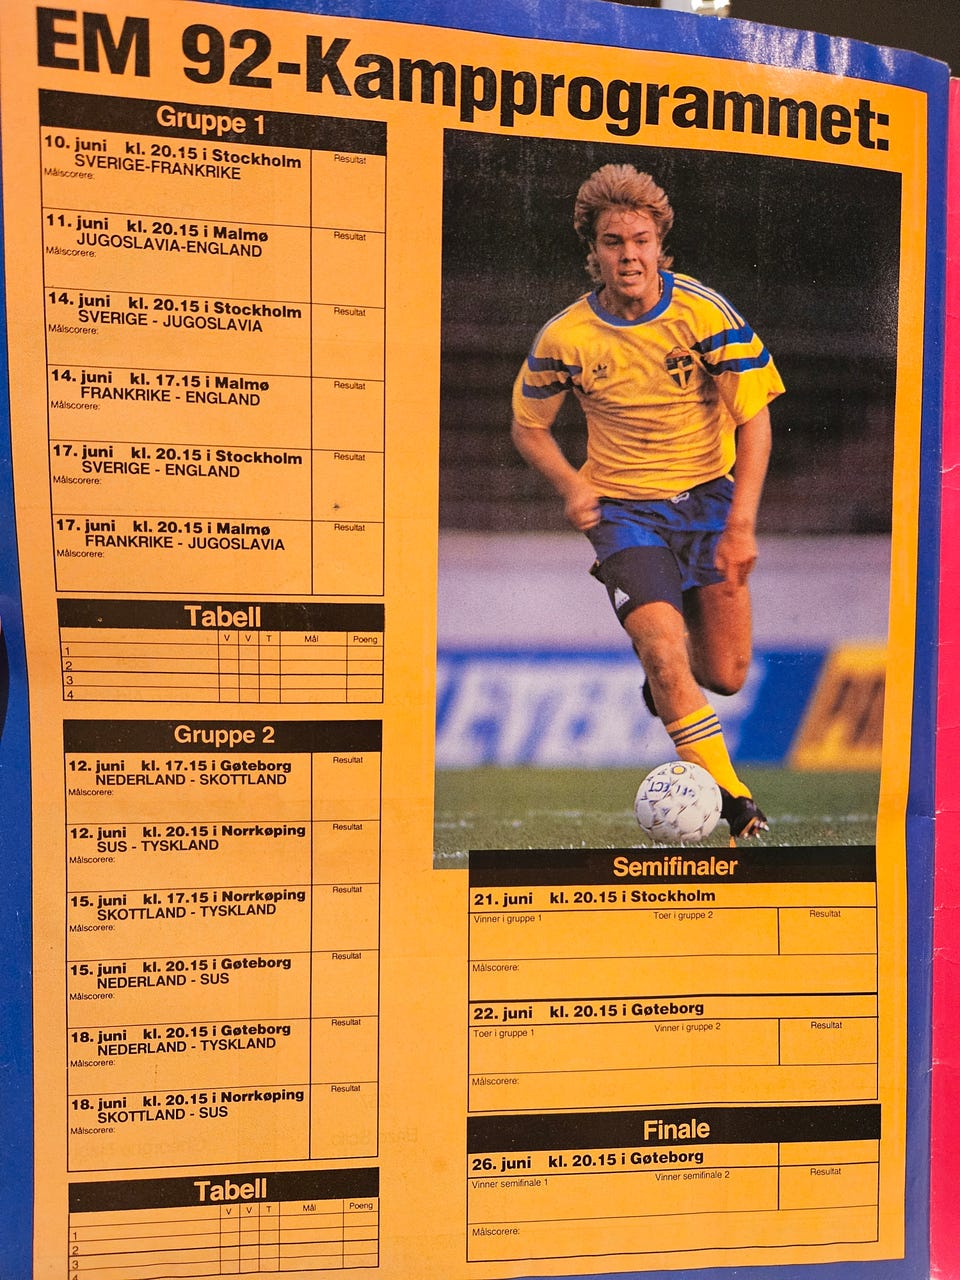 EM 92-Kampprogrammet:
Gruppe 1
10. juni kl. 20.15 i Stockholm
SVERIGE-FRANKRIKE
Resultat
Målscorere:
11. juni kl. 20.15 i Malmø
JUGOSLAVIA-ENGLAND
Resultat
Målscorere:
14. juni kl. 20.15 i Stockholm
SVERIGE - JUGOSLAVIA
Resultat
Målscorere:
14. juni kl. 17.15 i Malmø
FRANKRIKE - ENGLAND
Resultat
Målscorere:
17. juni kl. 20.15 i Stockholm
SVERIGE - ENGLAND
Resultat
Målscorere:
17. juni kl. 20.15 i Malmø
FRANKRIKE - JUGOSLAVIA
Resultat
Målscorere:
Tabell
V V T Mål Poeng
1
2
3
4
Gruppe 2
12. juni kl. 17.15 i Gøteborg
NEDERLAND - SKOTTLAND
Resultat
Målscorere:
12. juni kl. 20.15 i Norrkøping
SUS - TYSKLAND
Resultat
Målscorere:
15. juni kl. 17.15 i Norrkøping
SKOTTLAND - TYSKLAND
Resultat
Målscorere:
15. juni kl. 20.15 i Gøteborg
NEDERLAND - SUS
Resultat
Målscorere:
18. juni kl. 20.15 i Gøteborg
NEDERLAND - TYSKLAND
Resultat
Målscorere:
18. juni kl. 20.15 i Norrkøping
SKOTTLAND - SUS
Resultat
Målscorere:
Tabell
V V T Mål Poeng
1
2
3
4
Semifinaler
21. juni kl. 20.15 i Stockholm
Vinner i gruppe 1 Toer i gruppe 2 Resultat
Målscorere:
22. juni kl. 20.15 i Gøteborg
Toer i gruppe 1 Vinner i gruppe 2 Resultat
Målscorere:
Finale
26. juni kl. 20.15 i Gøteborg
Vinner semifinale 1 Vinner semifinale 2 Resultat
Målscorere: